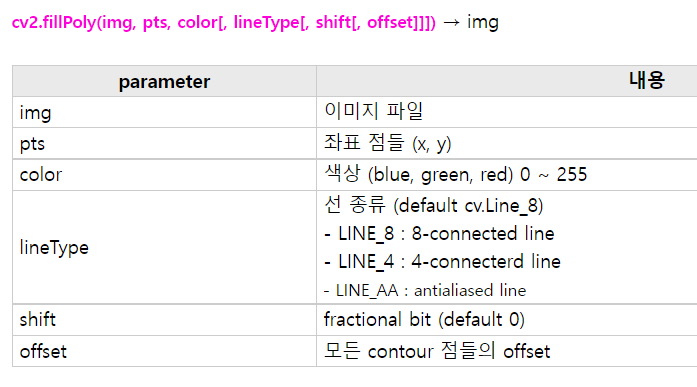 cv2.fillPoly(img, pts, color[, lineType[, shift[, offset]]]) → img
parameter 내용
img 이미지 파일
pts 좌표 점들 (x, y)
color 색상 (blue, green, red) 0 ~ 255
lineType 선 종류 (default cv.Line_8)
- LINE_8 : 8-connected line
- LINE_4 : 4-connecterd line
- LINE_AA : antialiased line
shift fractional bit (default 0)
offset 모든 contour 점들의 offset